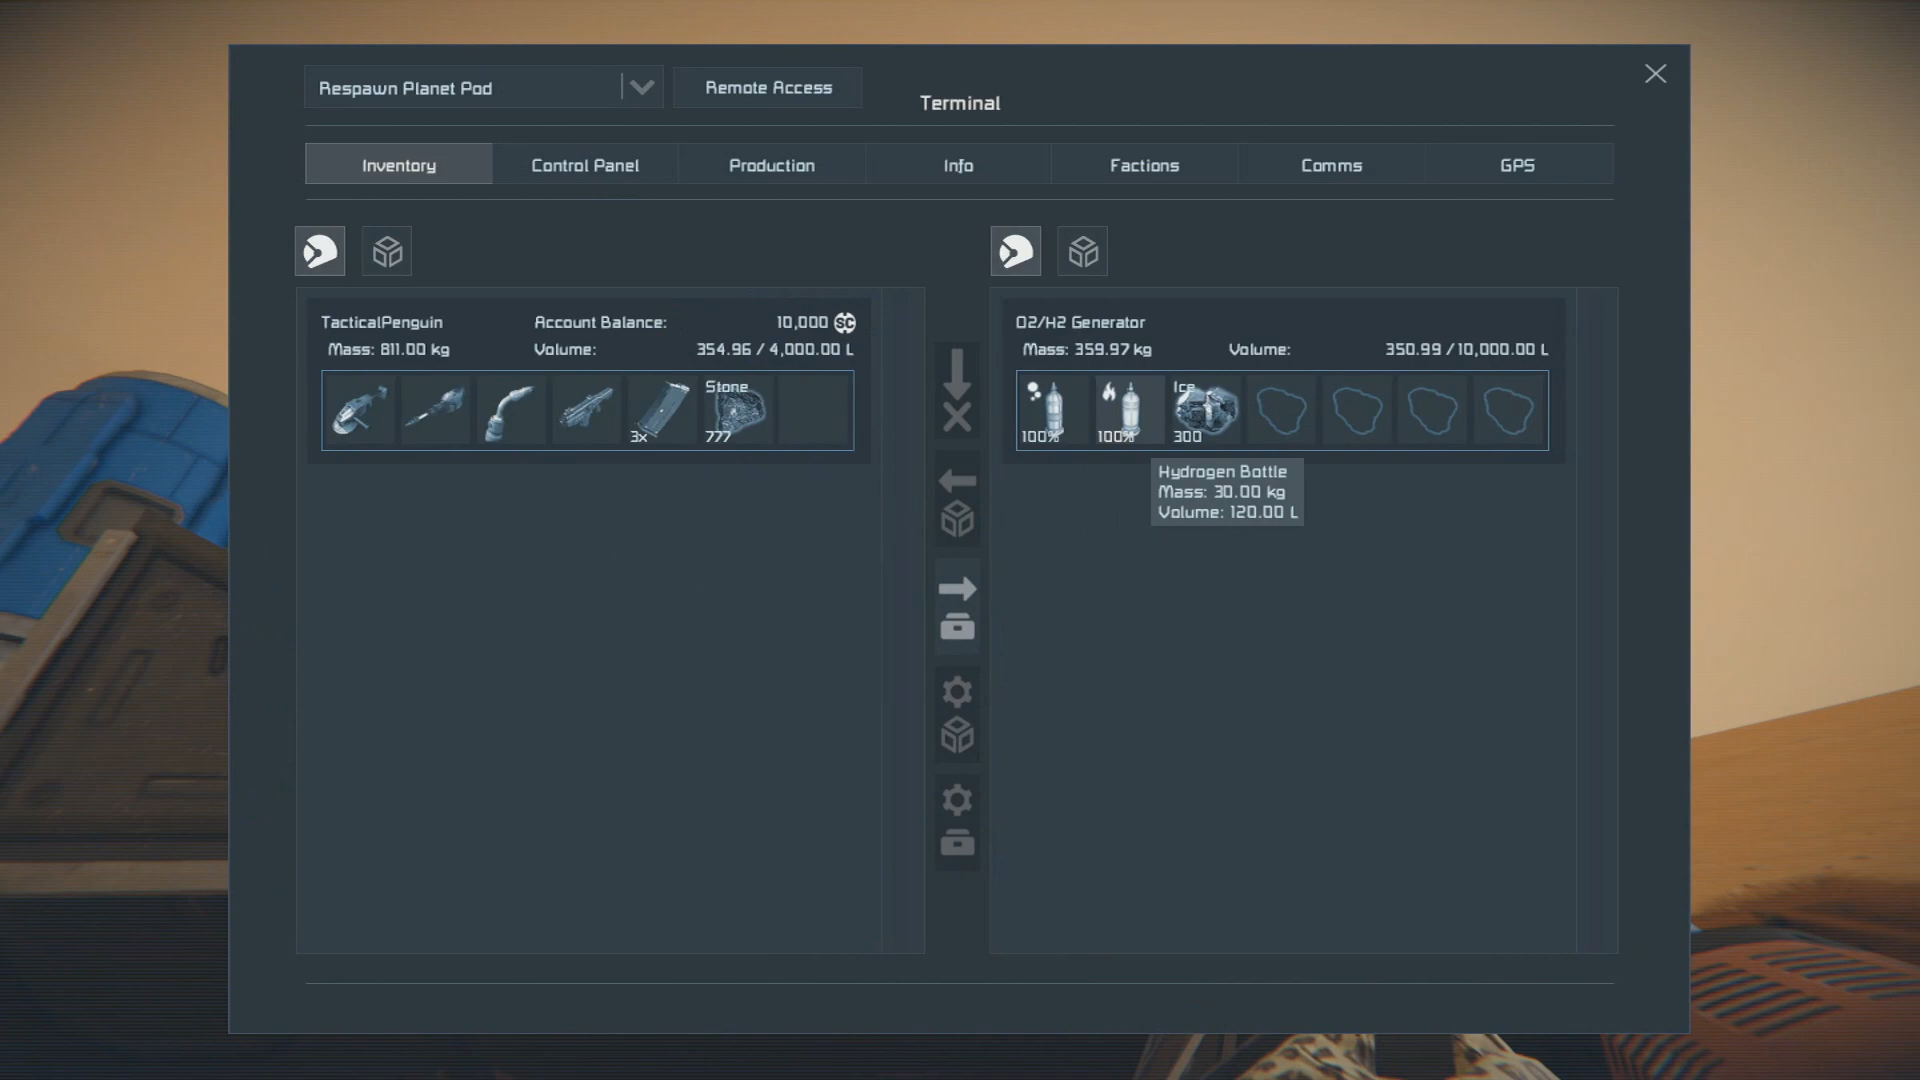 Respawn Planet Pod
Remote Access
Terminal
Inventory
Control Panel
Production
Info
Factions
Comms
GPS
TacticalPenguin
Account Balance:
10,000 SC
Mass: 811.00 kg
Volume:
354.96 / 4,000.00 L
Stone
3x
777
O2/H2 Generator
Mass: 359.97 kg
Volume:
350.99 / 10,000.00 L
Ice
100%
100%
300
Hydrogen Bottle
Mass: 30.00 kg
Volume: 120.00 L